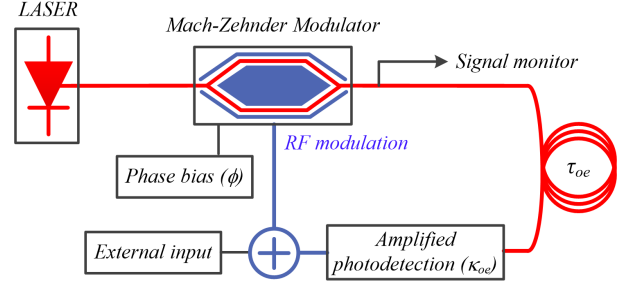 LASER
Mach-Zehnder Modulator
Signal monitor
RF modulation
Phase bias (ϕ)
τoe
External input
Amplified
photodetection (κoe)